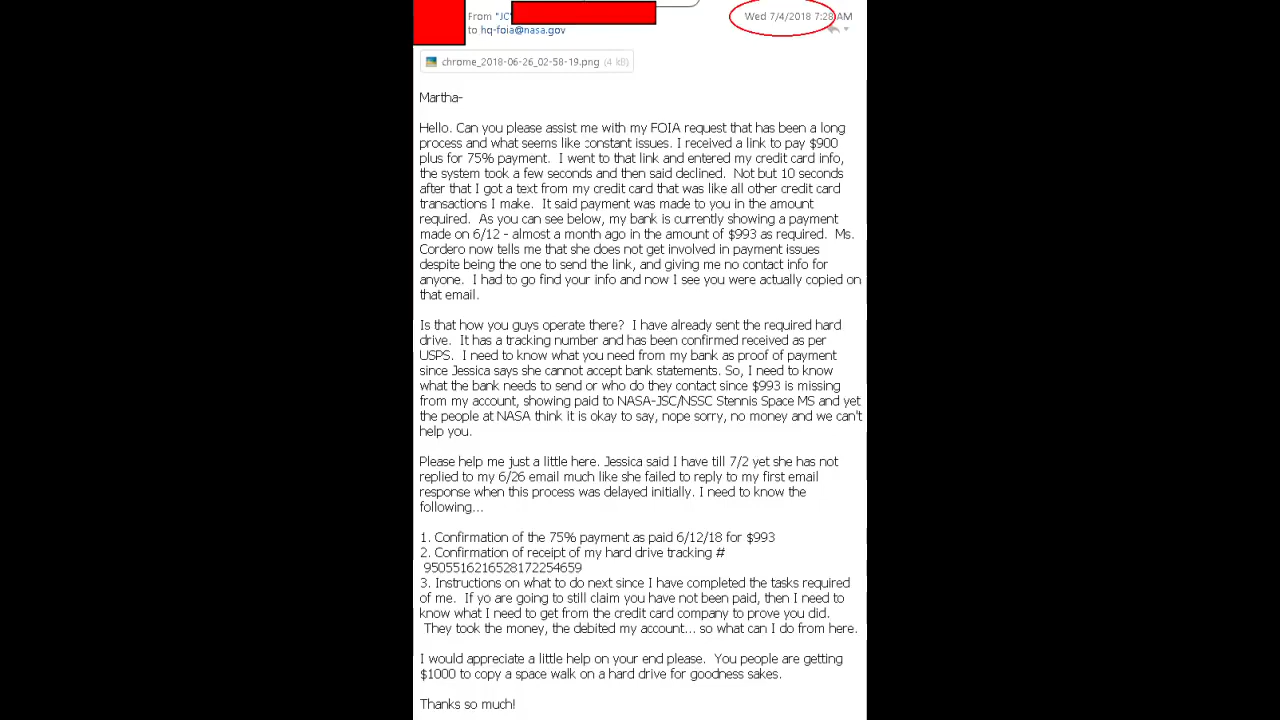 From "JC"
Wed 7/4/2018 7:28 AM
to hq-foia@nasa.gov
chrome_2018-06-26_02-58-19.png (4 kB)
Martha-
Hello. Can you please assist me with my FOIA request that has been a long
process and what seems like constant issues. I received a link to pay $900
plus for 75% payment.  I went to that link and entered my credit card info,
the system took a few seconds and then said declined.  Not but 10 seconds
after that I got a text from my credit card that was like all other credit card
transactions I make.  It said payment was made to you in the amount
required.  As you can see below, my bank is currently showing a payment
made on 6/12 - almost a month ago in the amount of $993 as required.  Ms.
Cordero now tells me that she does not get involved in payment issues
despite being the one to send the link, and giving me no contact info for
anyone.  I had to go find your info and now I see you were actually copied on
that email.
Is that how you guys operate there?  I have already sent the required hard
drive.  It has a tracking number and has been confirmed received as per
USPS.  I need to know what you need from my bank as proof of payment
since Jessica says she cannot accept bank statements. So, I need to know
what the bank needs to send or who do they contact since $993 is missing
from my account, showing paid to NASA-JSC/NSSC Stennis Space MS and yet
the people at NASA think it is okay to say, nope sorry, no money and we can't
help you.
Please help me just a little here. Jessica said I have till 7/2 yet she has not
replied to my 6/26 email much like she failed to reply to my first email
response when this process was delayed initially. I need to know the
following...
1. Confirmation of the 75% payment as paid 6/12/18 for $993
2. Confirmation of receipt of my hard drive tracking #
9505516216528172254659
3. Instructions on what to do next since I have completed the tasks required
of me.  If yo are going to still claim you have not been paid, then I need to
know what I need to get from the credit card company to prove you did.
They took the money, the debited my account... so what can I do from here.
I would appreciate a little help on your end please.  You people are getting
$1000 to copy a space walk on a hard drive for goodness sakes.
Thanks so much!